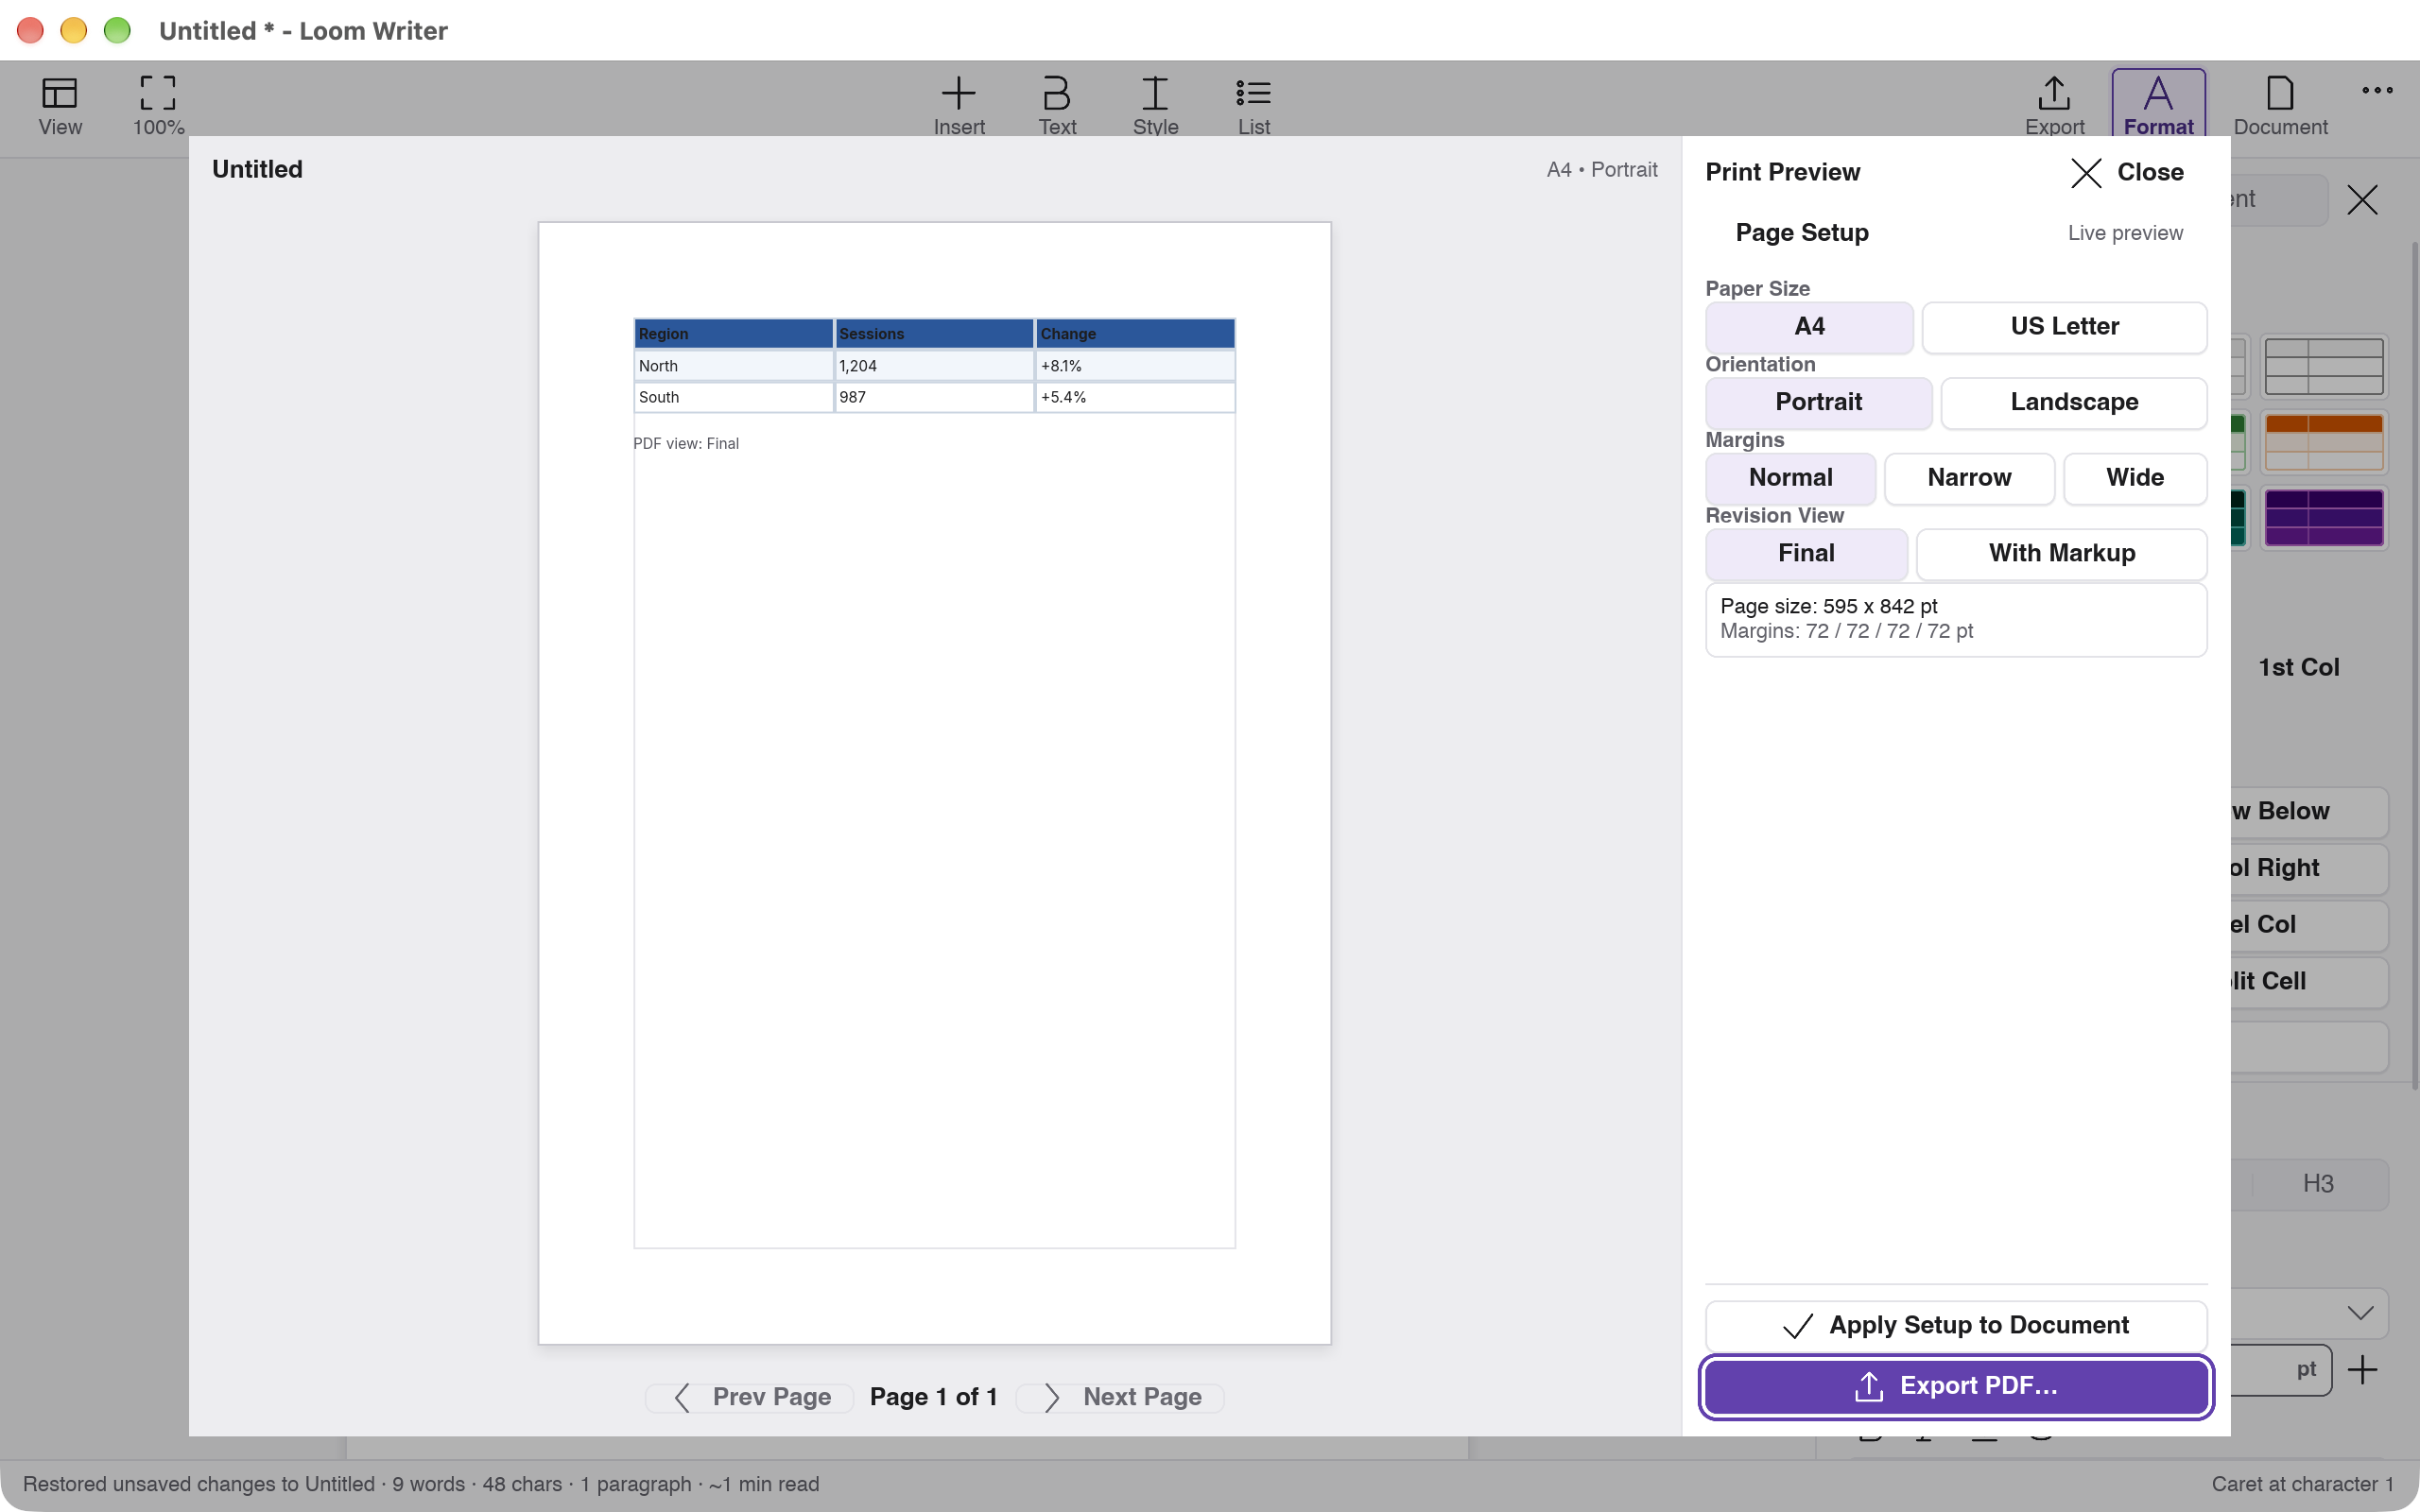 Untitled * - Loom Writer
View
100%
Insert
Text
Style
List
Export
Format
Document
Untitled
A4 • Portrait
Print Preview
Close
Page Setup
Live preview
Paper Size
A4
US Letter
Orientation
Portrait
Landscape
Margins
Normal
Narrow
Wide
Revision View
Final
With Markup
Page size: 595 x 842 pt
Margins: 72 / 72 / 72 / 72 pt
Region Sessions Change
North 1,204 +8.1%
South 987 +5.4%
PDF view: Final
1st Col
Below
Right
Col
Cell
H3
pt
Apply Setup to Document
Export PDF...
Prev Page
Page 1 of 1
Next Page
Restored unsaved changes to Untitled · 9 words · 48 chars · 1 paragraph · ~1 min read
Caret at character 1